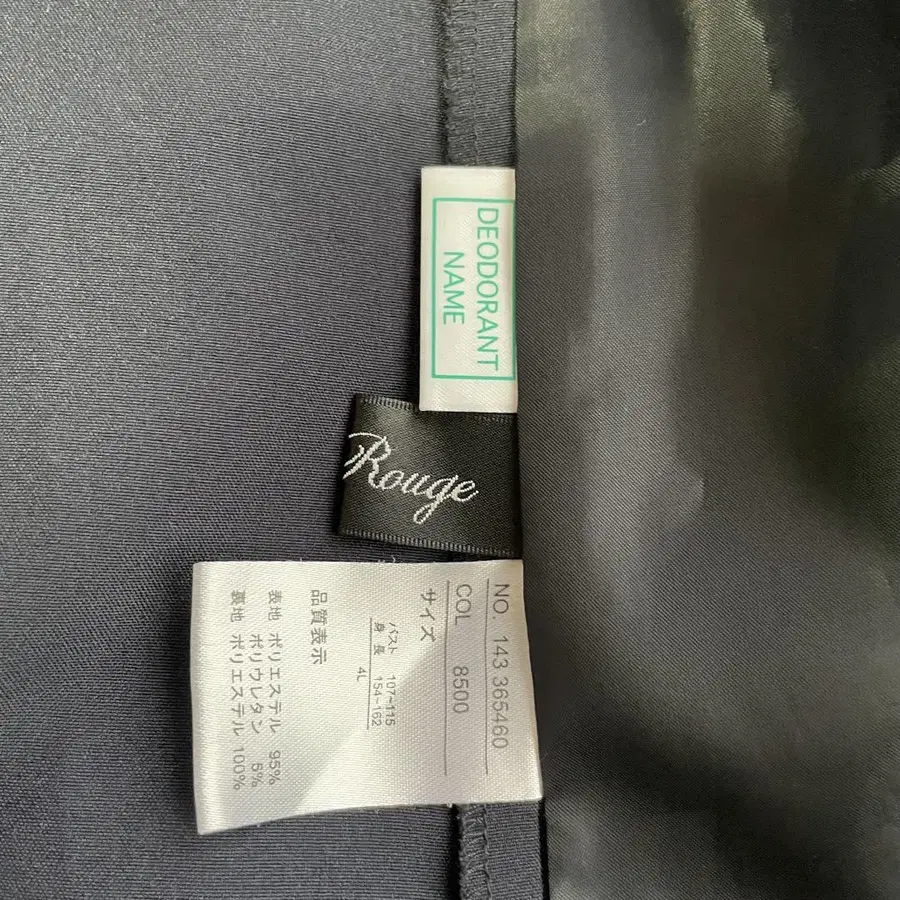 DEODORANT
NAME
Rouge
NO. 143 365460
COL 8500
サイズ
バスト 107~115
身長 154~162
4L
品質表示
表地 ポリエステル 95%
ポリウレタン 5%
裏地 ポリエステル 100%